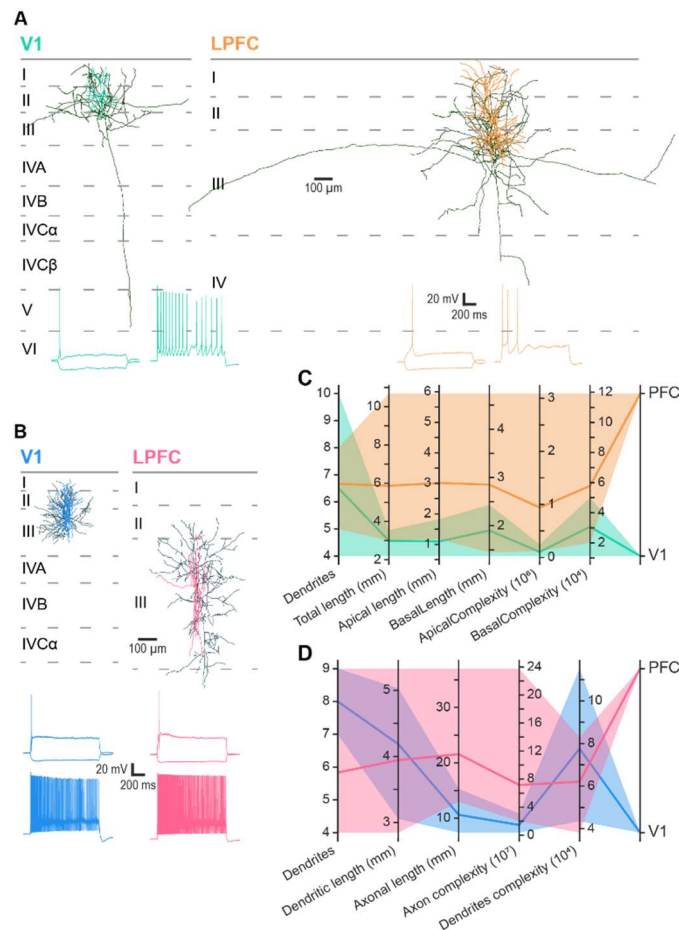 A
V1
LPFC
I
II
III
IVA
IVB
IVCα
IVCβ
V
VI
I
II
III
IV
100 µm
20 mV
200 ms
B
V1
LPFC
I
II
III
IVA
IVB
IVCα
I
II
III
100 µm
20 mV
200 ms
C
10
9
8
7
6
5
4
10
8
6
4
2
6
5
4
3
2
1
4
3
2
3
1
0
12
10
8
6
4
2
PFC
V1
Dendrites
Total length (mm)
Apical length (mm)
BasalLength (mm)
ApicalComplexity (10⁶)
D
9
8
7
6
5
4
5
4
3
30
20
10
24
20
16
12
8
4
0
10
8
6
4
PFC
V1
Dendrites
Dendritic length (mm)
Axonal length (mm)
Axon complexity (10⁷)
Dendrites complexity (10⁴)